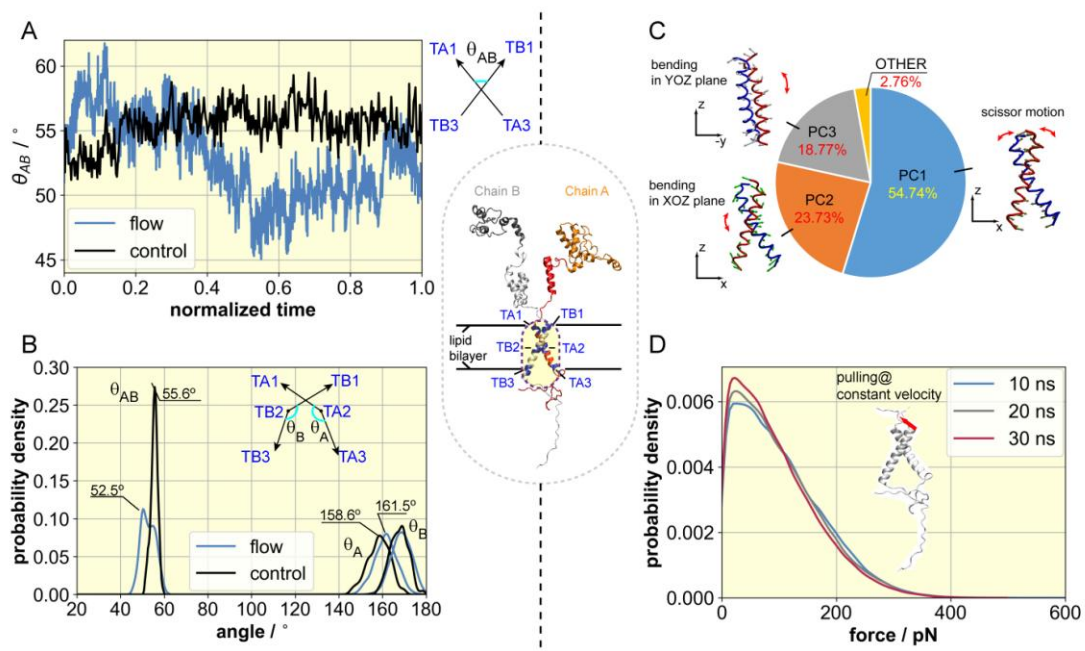 A
θAB / °
60
55
50
45
flow
control
0.0
0.2
0.4
0.6
0.8
1.0
normalized time
TA1
TB1
θAB
TB3
TA3
Chain B
Chain A
TA1
TB1
lipid
bilayer
TB2
TA2
TB3
TA3
B
probability density
0.30
0.25
0.20
0.15
0.10
0.05
0.00
θAB
55.6º
52.5º
TA1
TB1
TB2
TA2
θB
θA
TB3
TA3
flow
control
158.6º
161.5º
θA
θB
20
40
60
80
100
120
140
160
180
angle / °
C
bending
in YOZ plane
z
-y
bending
in XOZ plane
z
x
OTHER
2.76%
PC3
18.77%
PC2
23.73%
PC1
54.74%
scissor motion
z
x
D
probability density
0.006
0.004
0.002
0.000
pulling@
constant velocity
10 ns
20 ns
30 ns
0
200
400
600
force / pN